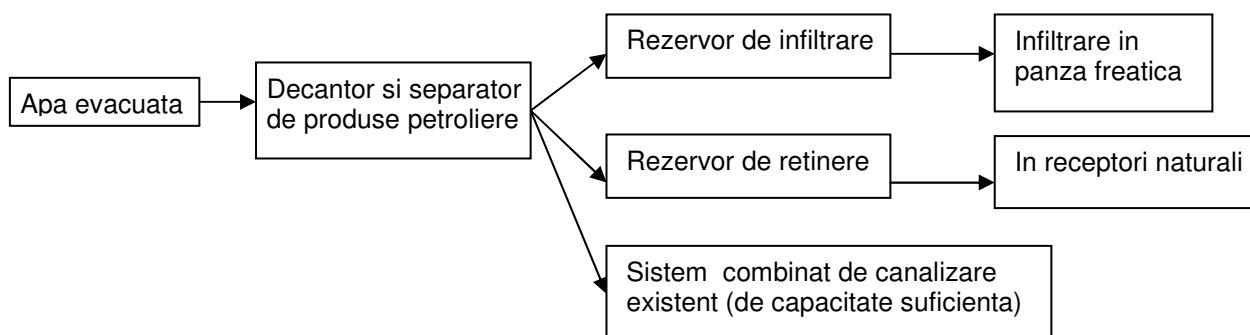 Apa evacuata
Decantor si separator
de produse petroliere
Rezervor de infiltrare
Infiltrare in
panza freatica
Rezervor de retinere
In receptori naturali
Sistem combinat de canalizare
existent (de capacitate suficienta)